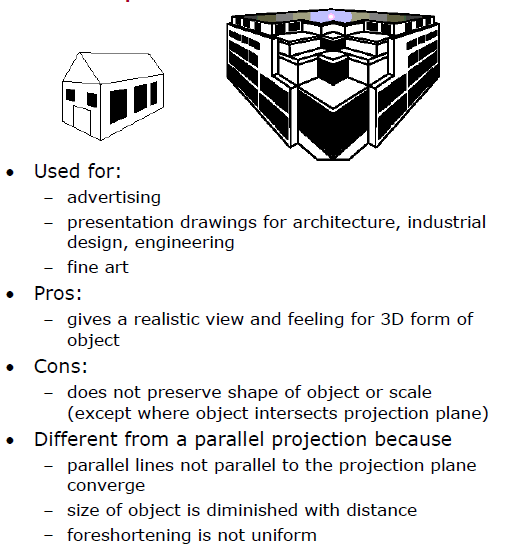 • Used for:
– advertising
– presentation drawings for architecture, industrial
design, engineering
– fine art
• Pros:
– gives a realistic view and feeling for 3D form of
object
• Cons:
– does not preserve shape of object or scale
(except where object intersects projection plane)
• Different from a parallel projection because
– parallel lines not parallel to the projection plane
converge
– size of object is diminished with distance
– foreshortening is not uniform